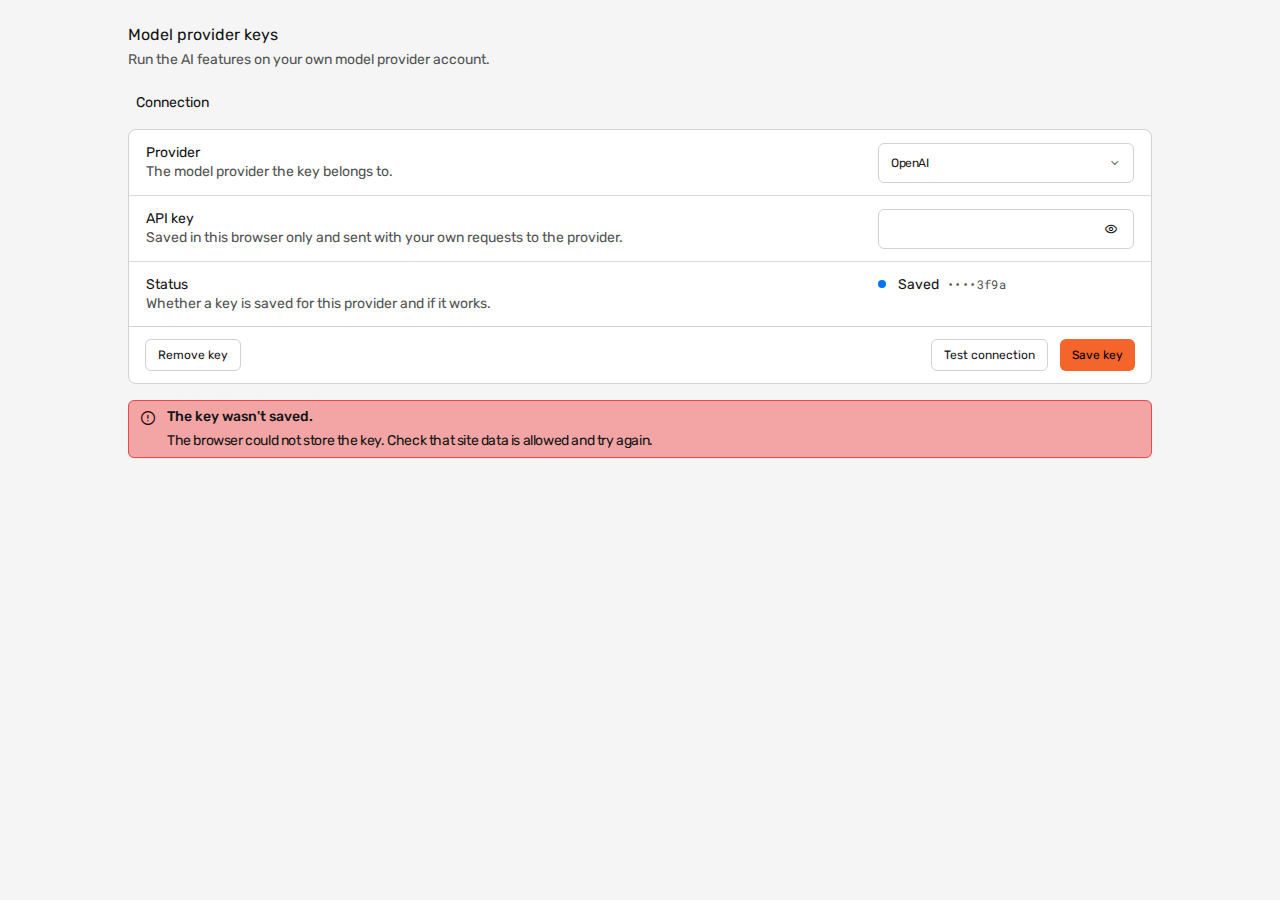 Model provider keys
Run the AI features on your own model provider account.
Connection
Provider
The model provider the key belongs to.
OpenAI
API key
Saved in this browser only and sent with your own requests to the provider.
Status
Whether a key is saved for this provider and if it works.
Saved ····3f9a
Remove key
Test connection
Save key
The key wasn't saved.
The browser could not store the key. Check that site data is allowed and try again.